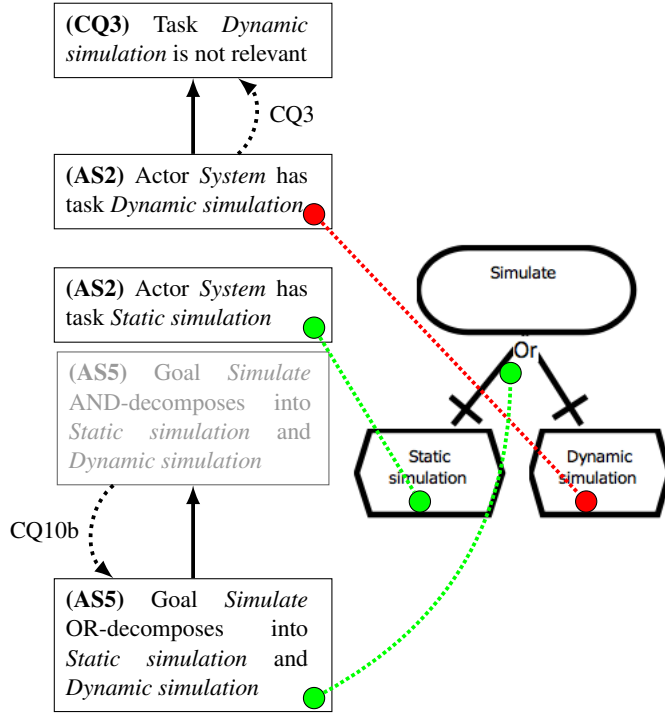 (CQ3) Task Dynamic
simulation is not relevant
CQ3
(AS2) Actor System has
task Dynamic simulation
(AS2) Actor System has
task Static simulation
(AS5) Goal Simulate
AND-decomposes into
Static simulation and
Dynamic simulation
CQ10b
(AS5) Goal Simulate
OR-decomposes into
Static simulation and
Dynamic simulation
Simulate
Or
Static
simulation
Dynamic
simulation